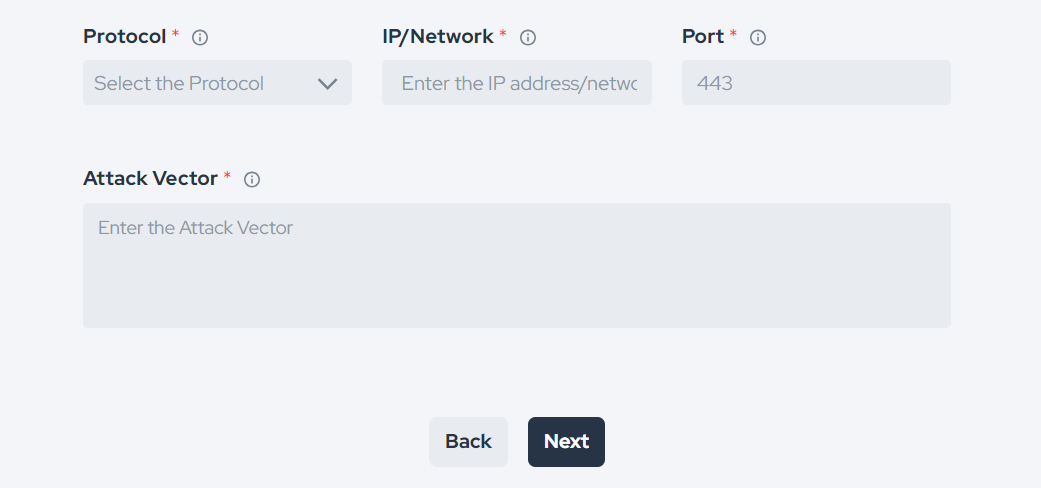 Protocol * IP/Network * Port *
Select the Protocol Enter the IP address/netwo 443
Attack Vector *
Enter the Attack Vector
Back Next